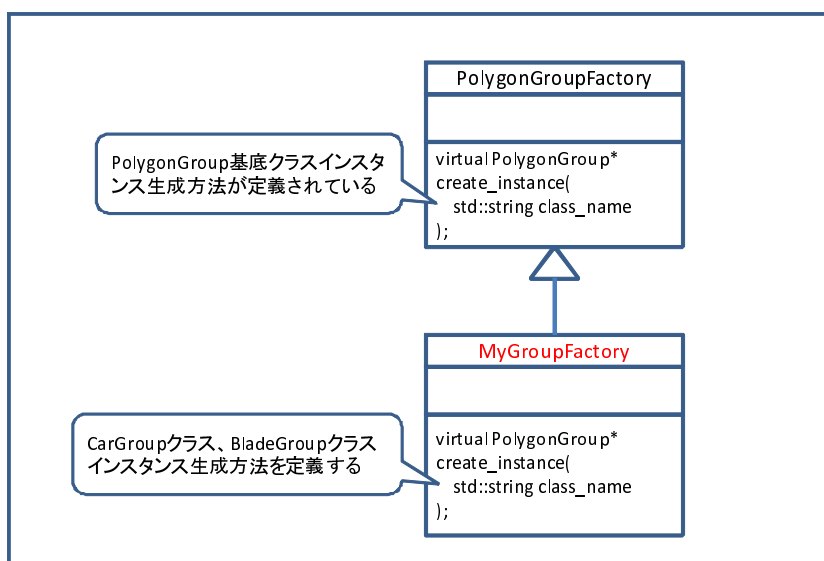 PolygonGroupFactory
PolygonGroup基底クラスインスタ
ンス生成方法が定義されている
virtual PolygonGroup*
create_instance(
std::string class_name
);
MyGroupFactory
CarGroupクラス、BladeGroupクラス
インスタンス生成方法を定義する
virtual PolygonGroup*
create_instance(
std::string class_name
);